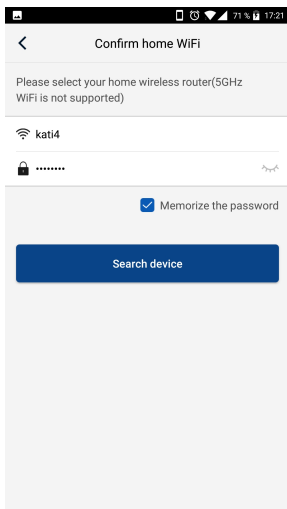 71 % 17:21
Confirm home WiFi
Please select your home wireless router(5GHz
WiFi is not supported)
kati4
••••••••
Memorize the password
Search device